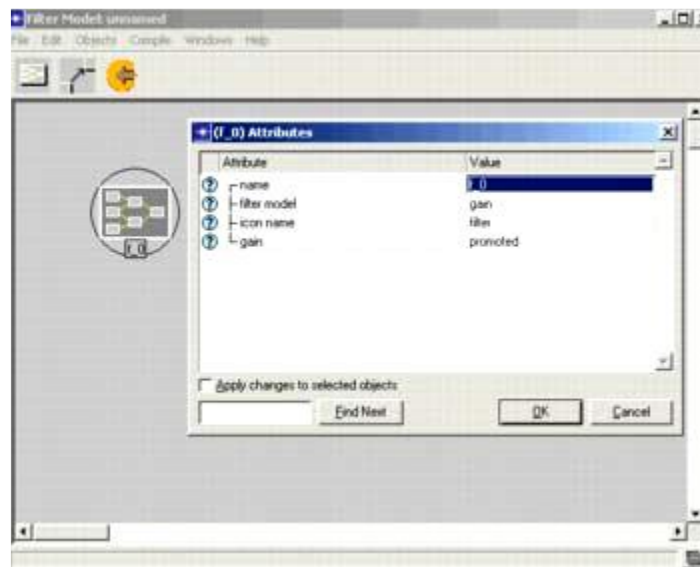 Filter Model: unnamed
File Edit Objects Compile Windows Help
(f_0) Attributes
Attribute Value
name f_0
filter model gain
icon name filter
gain promoted
f_0
Apply changes to selected objects
Find Next OK Cancel